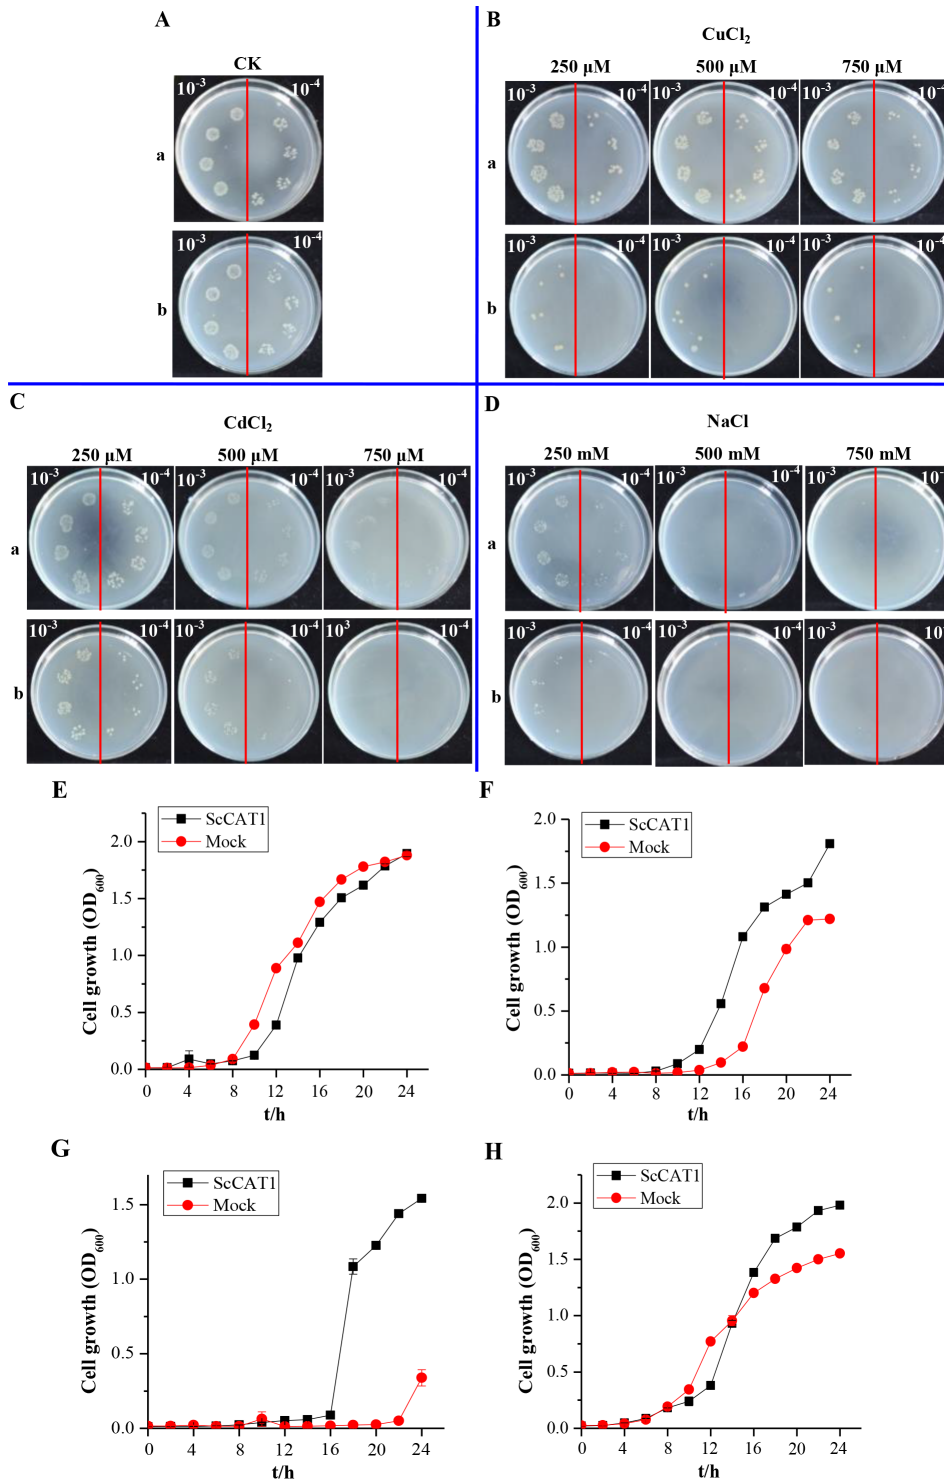 A
CK
10-3
10-4
a
10-3
10-4
b
B
CuCl2
250 μM
500 μM
750 μM
10-3
10-4
10-3
10-4
10-3
10-4
a
10-3
10-4
10-3
10-4
10-3
10-4
b
C
CdCl2
250 μM
500 μM
750 μM
10-3
10-4
10-3
10-4
10-3
10-4
a
10-3
10-4
10-3
10-4
103
10-4
b
D
NaCl
250 mM
500 mM
750 mM
10-3
10-4
10-3
10-4
10-3
10-4
a
10-3
10-4
10-3
10-4
10-3
b
E
ScCAT1
Mock
Cell growth (OD600)
2.0
1.5
1.0
0.5
0.0
0 4 8 12 16 20 24
t/h
F
ScCAT1
Mock
Cell growth (OD600)
2.0
1.5
1.0
0.5
0.0
0 4 8 12 16 20 24
t/h
G
ScCAT1
Mock
Cell growth (OD600)
1.5
1.0
0.5
0.0
0 4 8 12 16 20 24
t/h
H
ScCAT1
Mock
Cell growth (OD600)
2.0
1.5
1.0
0.5
0.0
0 4 8 12 16 20 24
t/h